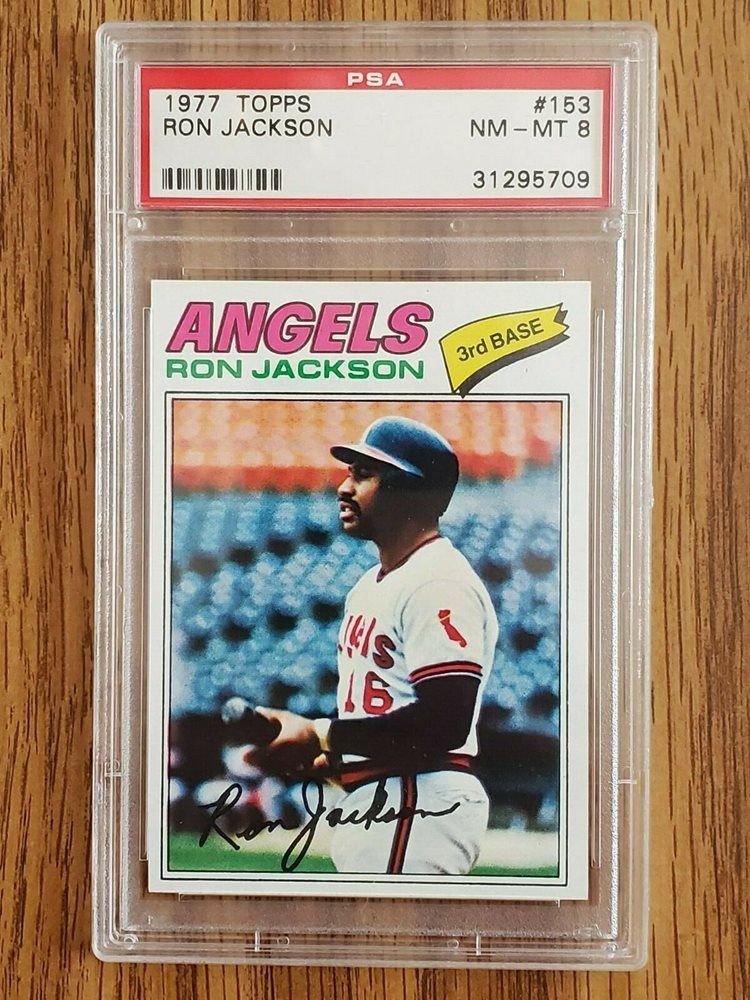 PSA
1977 TOPPS #153
RON JACKSON NM-MT 8
31295709
ANGELS
RON JACKSON
3rd BASE
16
Ron Jackson